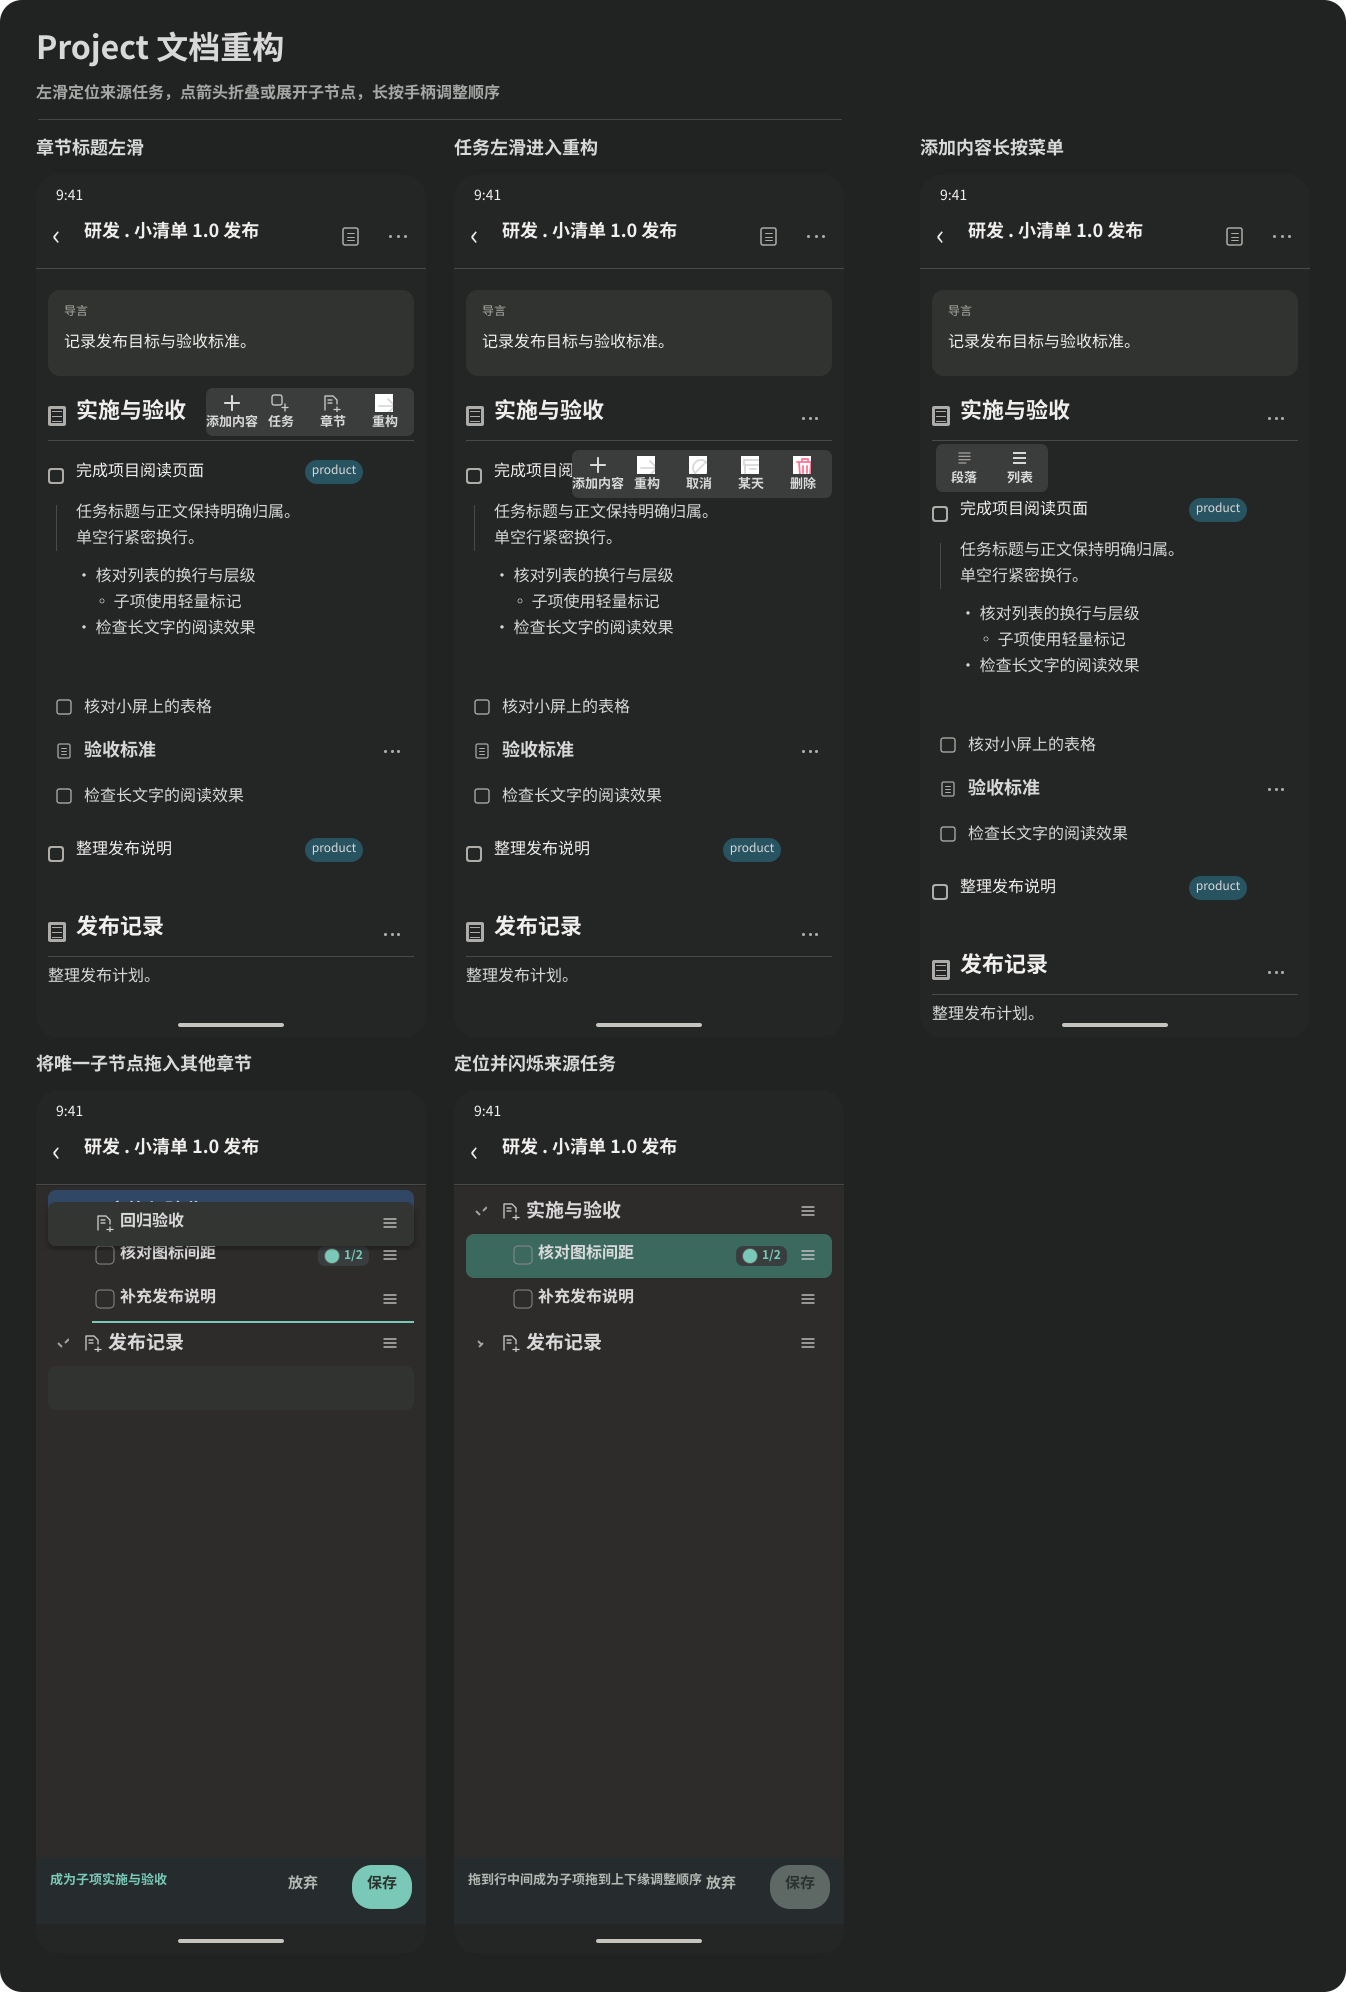 Project 文档重构
左滑定位来源任务，点箭头折叠或展开子节点，长按手柄调整顺序
章节标题左滑
9:41
研发 . 小清单 1.0 发布
导言
记录发布目标与验收标准。
实施与验收
添加内容 任务 章节 重构
完成项目阅读页面 product
任务标题与正文保持明确归属。
单空行紧密换行。
• 核对列表的换行与层级
◦ 子项使用轻量标记
• 检查长文字的阅读效果
核对小屏上的表格
验收标准
检查长文字的阅读效果
整理发布说明 product
发布记录
整理发布计划。
任务左滑进入重构
9:41
研发 . 小清单 1.0 发布
导言
记录发布目标与验收标准。
实施与验收
完成项目阅
添加内容 重构 取消 某天 删除
任务标题与正文保持明确归属。
单空行紧密换行。
• 核对列表的换行与层级
◦ 子项使用轻量标记
• 检查长文字的阅读效果
核对小屏上的表格
验收标准
检查长文字的阅读效果
整理发布说明 product
发布记录
整理发布计划。
添加内容长按菜单
9:41
研发 . 小清单 1.0 发布
导言
记录发布目标与验收标准。
实施与验收
段落 列表
完成项目阅读页面 product
任务标题与正文保持明确归属。
单空行紧密换行。
• 核对列表的换行与层级
◦ 子项使用轻量标记
• 检查长文字的阅读效果
核对小屏上的表格
验收标准
检查长文字的阅读效果
整理发布说明 product
发布记录
整理发布计划。
将唯一子节点拖入其他章节
9:41
研发 . 小清单 1.0 发布
回归验收
核对图标间距 1/2
补充发布说明
发布记录
成为子项实施与验收 放弃 保存
定位并闪烁来源任务
9:41
研发 . 小清单 1.0 发布
实施与验收
核对图标间距 1/2
补充发布说明
发布记录
拖到行中间成为子项拖到上下缘调整顺序 放弃 保存